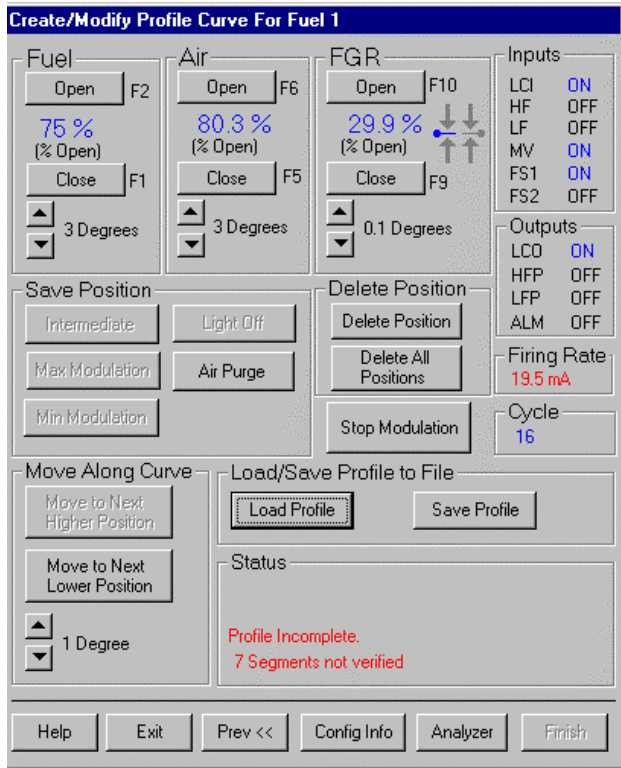 Create/Modify Profile Curve For Fuel 1
Fuel
Open F2
75 %
(% Open)
Close F1
3 Degrees
Air
Open F6
80.3 %
(% Open)
Close F5
3 Degrees
FGR
Open F10
29.9 %
(% Open)
Close F9
0.1 Degrees
Inputs
LCI ON
HF OFF
LF OFF
MV ON
FS1 ON
FS2 OFF
Outputs
LCO ON
HFP OFF
LFP OFF
ALM OFF
Save Position
Intermediate Light Off
Max Modulation Air Purge
Min Modulation
Delete Position
Delete Position
Delete All
Positions
Stop Modulation
Firing Rate
19.5 mA
Cycle
16
Move Along Curve
Move to Next
Higher Position
Move to Next
Lower Position
1 Degree
Load/Save Profile to File
Load Profile Save Profile
Status
Profile Incomplete.
7 Segments not verified
Help Exit Prev << Config Info Analyzer Finish